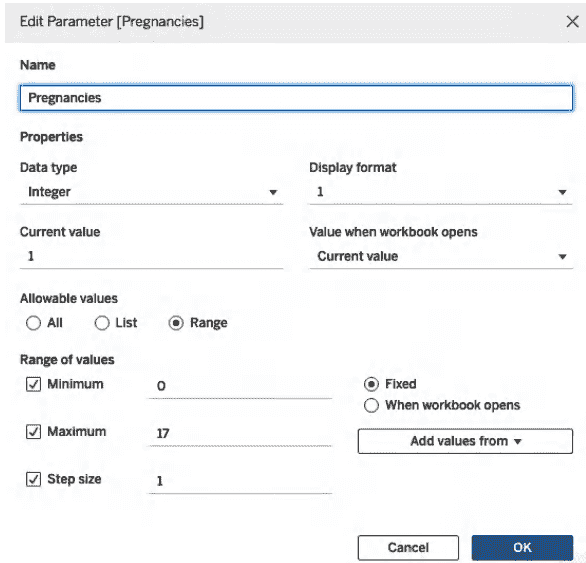 Edit Parameter [Pregnancies]
Name
Pregnancies
Properties
Data type
Display format
Integer
1
Current value
Value when workbook opens
1
Current value
Allowable values
All List Range
Range of values
Minimum 0
Fixed
When workbook opens
Maximum 17
Add values from
Step size 1
Cancel OK